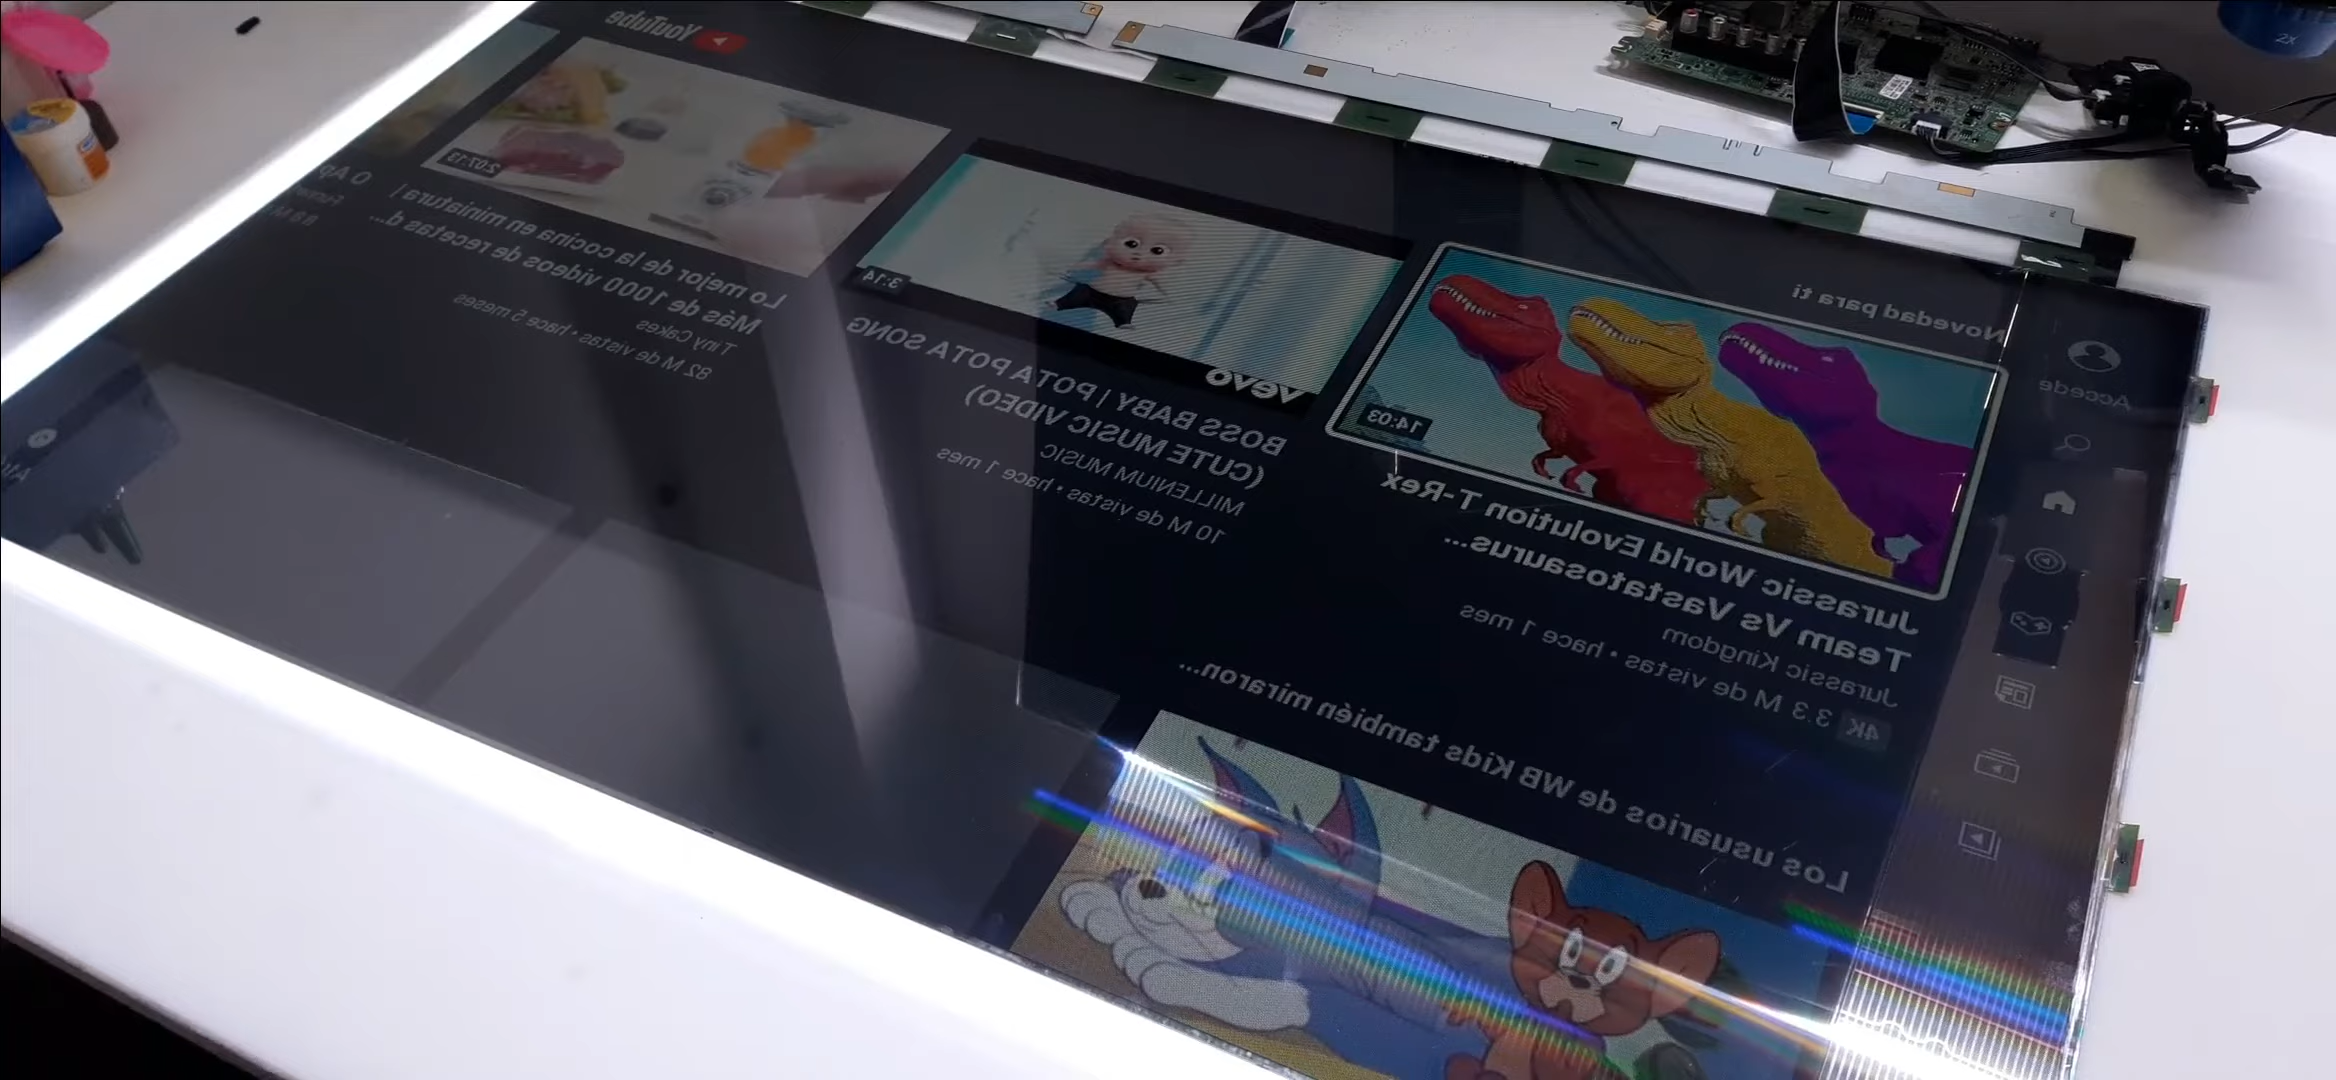 YouTube
Accede
Novedad para ti
14:03
Jurassic World Evolution T-Rex
Team Vs Vastatosaurus...
Jurassic Kingdom
4K 3.3 M de vistas • hace 1 mes
vevo
3:14
BOSS BABY | POTA POTA SONG
(CUTE MUSIC VIDEO)
MILLENIUM MUSIC
10 M de vistas • hace 1 mes
2:07:13
Lo mejor de la cocina en miniatura |
Más de 1000 videos de recetas d...
Tiny Cakes
82 M de vistas • hace 5 meses
O Ap
Los usuarios de WB Kids también miraron...
2X